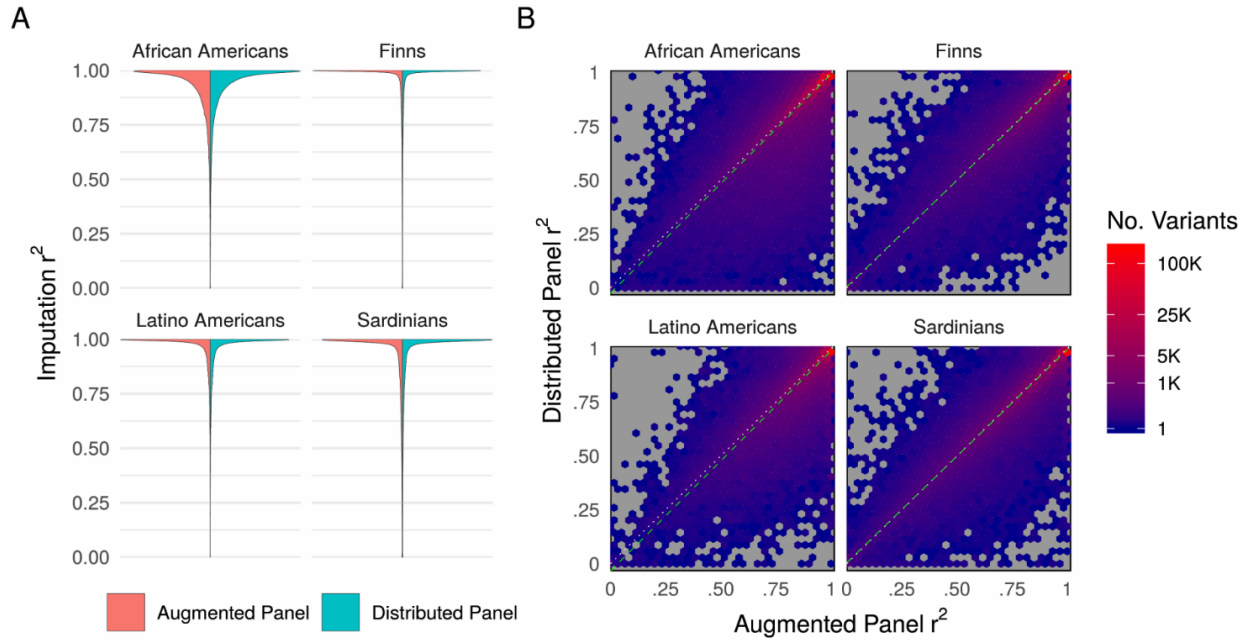 A
African Americans
Finns
1.00
0.75
0.50
0.25
0.00
Latino Americans
Sardinians
1.00
0.75
0.50
0.25
0.00
Imputation r²
Augmented Panel
Distributed Panel
B
African Americans
Finns
1
.75
.50
.25
0
Latino Americans
Sardinians
1
.75
.50
.25
0
0 .25 .50 .75 1 0 .25 .50 .75 1
Distributed Panel r²
Augmented Panel r²
No. Variants
100K
25K
5K
1K
1